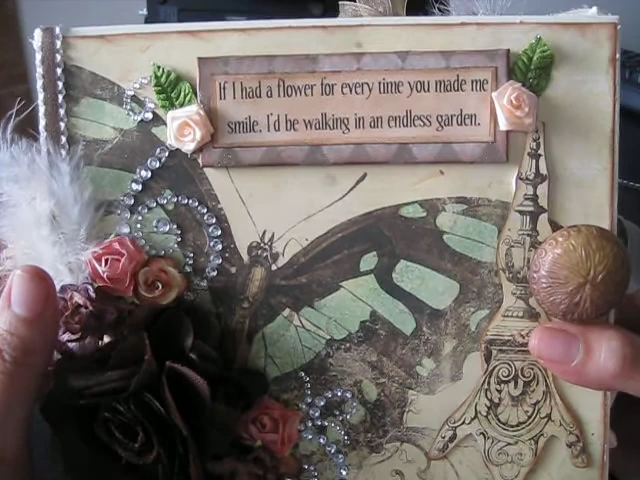 If I had a flower for every time you made me
smile, I'd be walking in an endless garden.